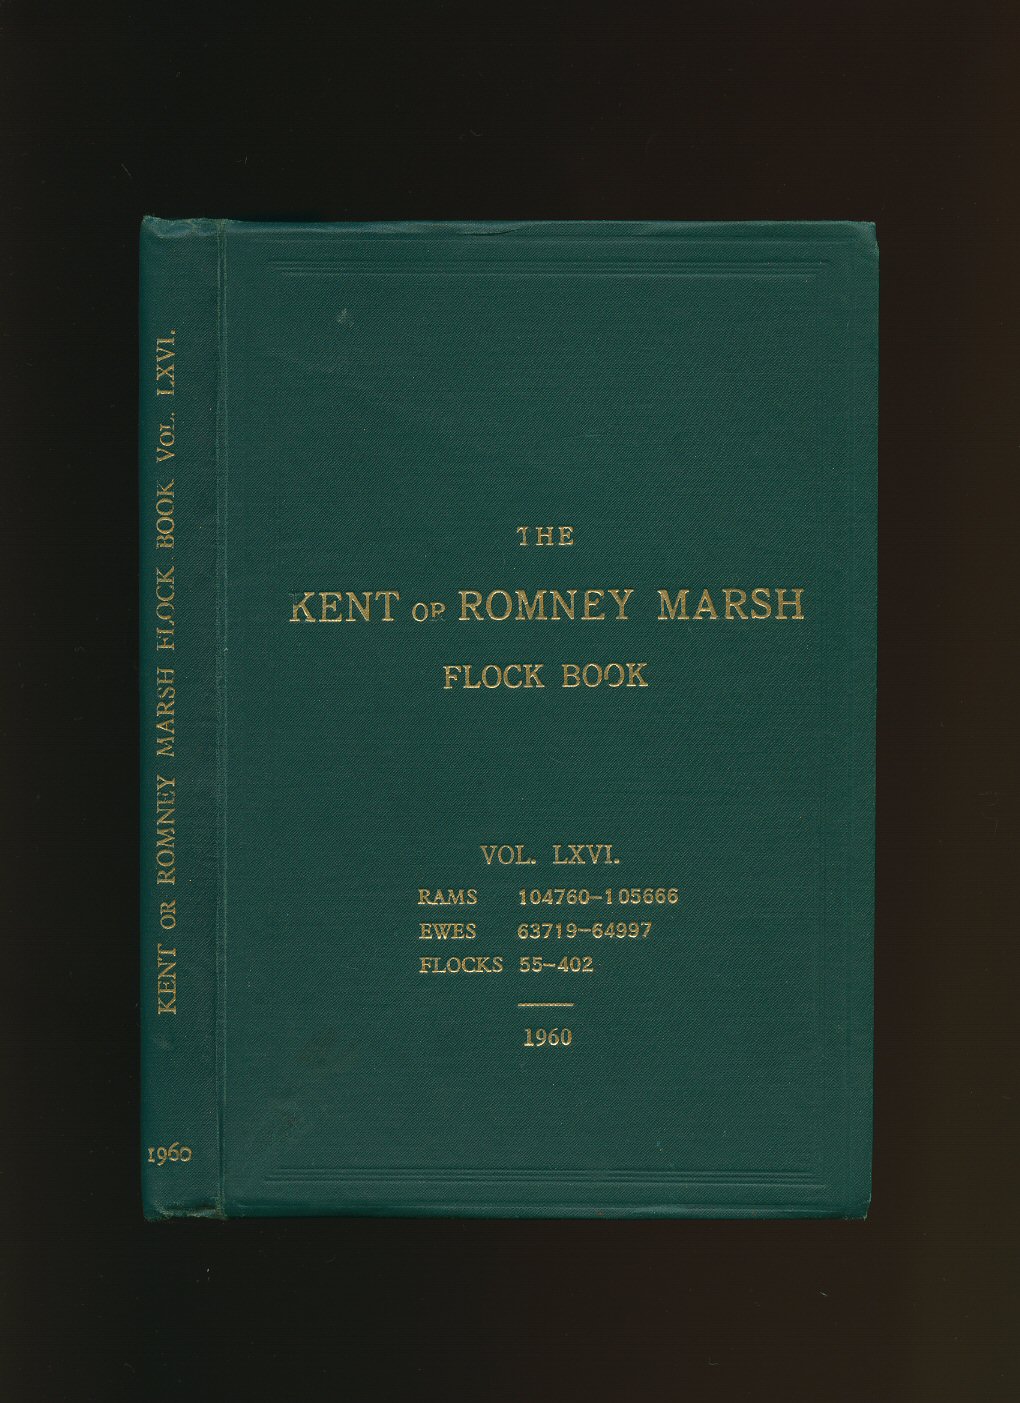 THE
KENT OR ROMNEY MARSH
FLOCK BOOK
VOL. LXVI.
RAMS 104760-105666
EWES 63719-64997
FLOCKS 55-402
1960
KENT OR ROMNEY MARSH FLOCK BOOK VOL. LXVI.
1960